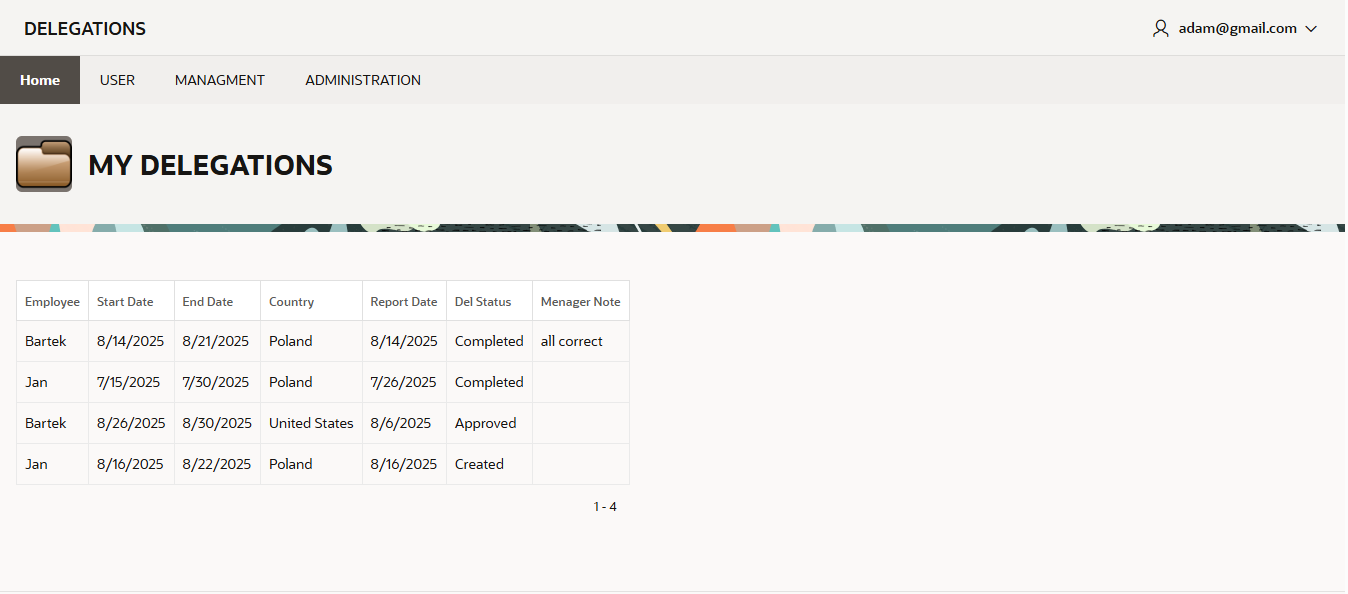 DELEGATIONS
adam@gmail.com
Home USER MANAGMENT ADMINISTRATION
MY DELEGATIONS
Employee Start Date End Date Country Report Date Del Status Menager Note
Bartek 8/14/2025 8/21/2025 Poland 8/14/2025 Completed all correct
Jan 7/15/2025 7/30/2025 Poland 7/26/2025 Completed
Bartek 8/26/2025 8/30/2025 United States 8/6/2025 Approved
Jan 8/16/2025 8/22/2025 Poland 8/16/2025 Created
1 - 4